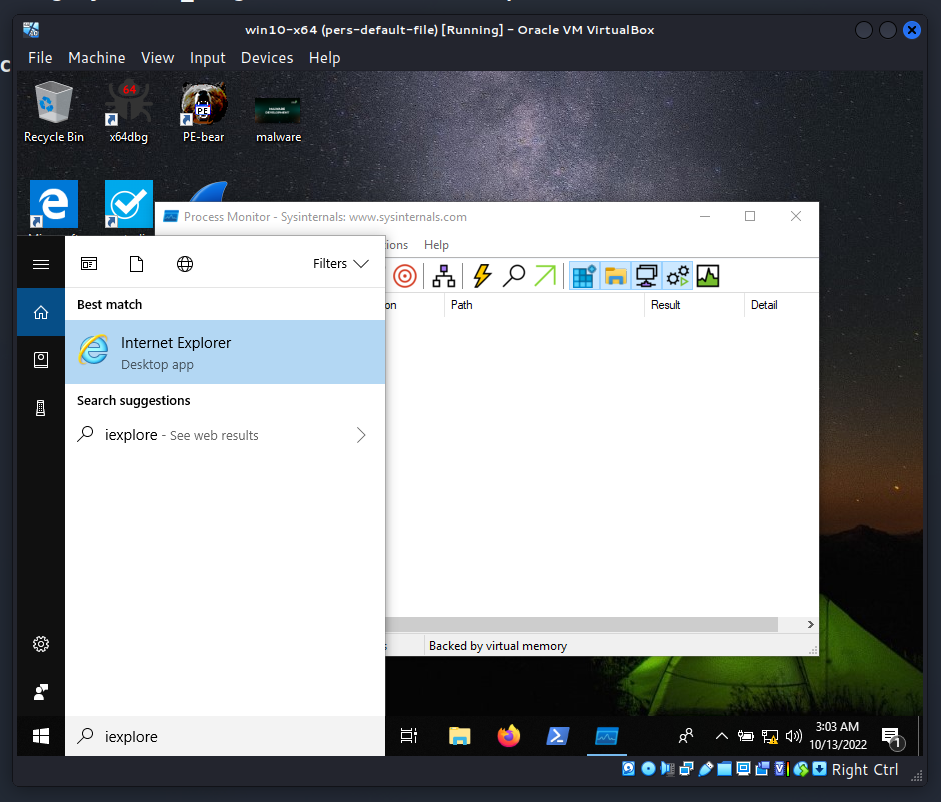 win10-x64 (pers-default-file) [Running] - Oracle VM VirtualBox
File Machine View Input Devices Help
64
PE
Recycle Bin x64dbg PE-bear malware
Process Monitor - Sysinternals: www.sysinternals.com
Help
Filters
Path Result Detail
Best match
Internet Explorer
Desktop app
Search suggestions
iexplore - See web results
Backed by virtual memory
iexplore
3:03 AM
10/13/2022
1
Right Ctrl